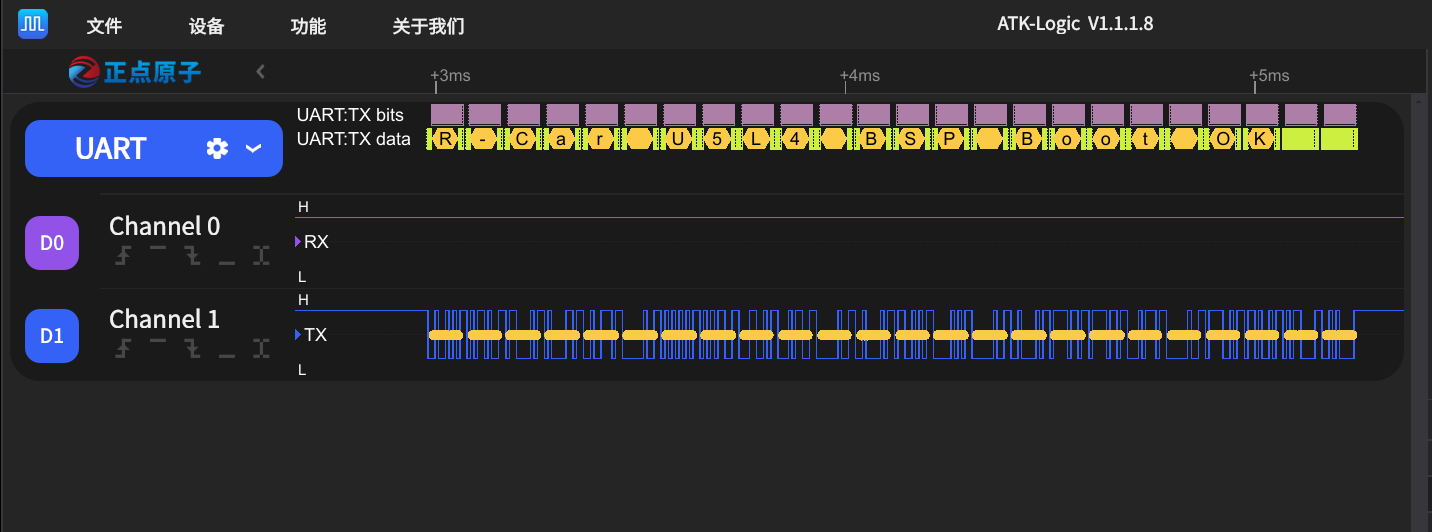 文件 设备 功能 关于我们 ATK-Logic V1.1.1.8
正点原子 +3ms +4ms +5ms
UART:TX bits
UART UART:TX data R - C a r U 5 L 4 B S P B o o t O K
H
Channel 0
D0 RX
L
H
Channel 1
D1 TX
L